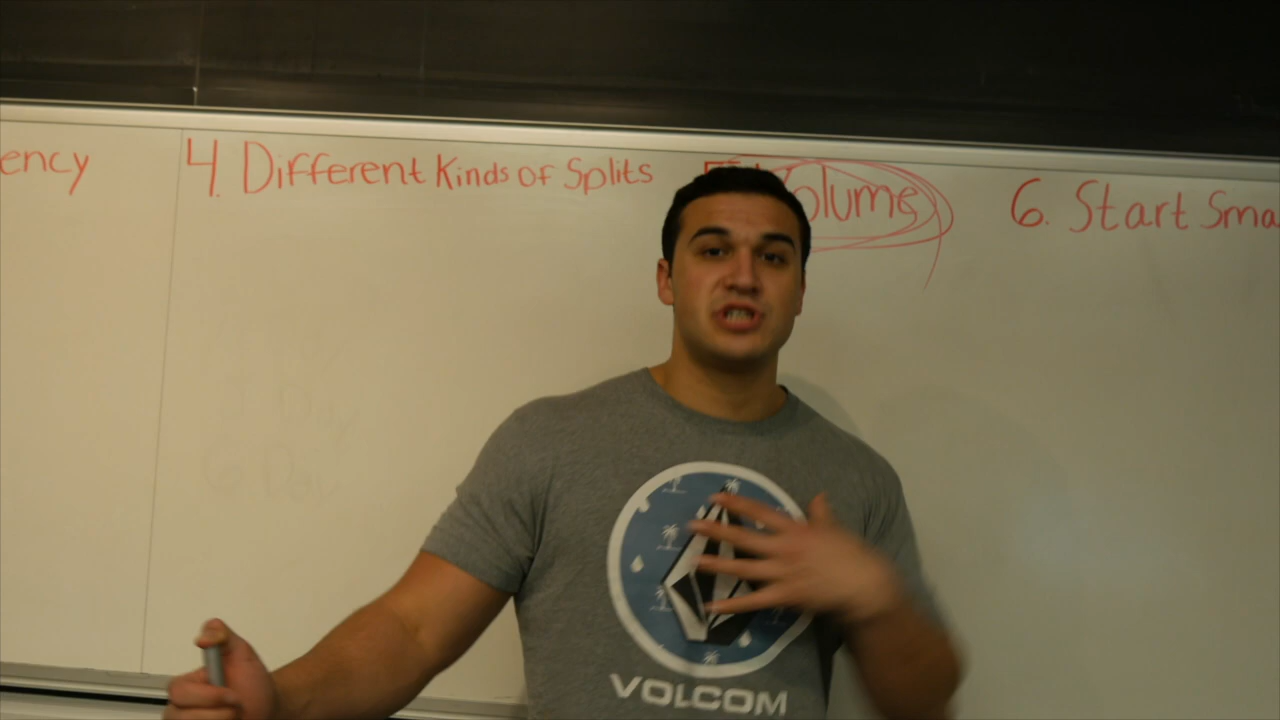 ency
4. Different Kinds of Splits
Volume
6. Start Sma
VOLCOM